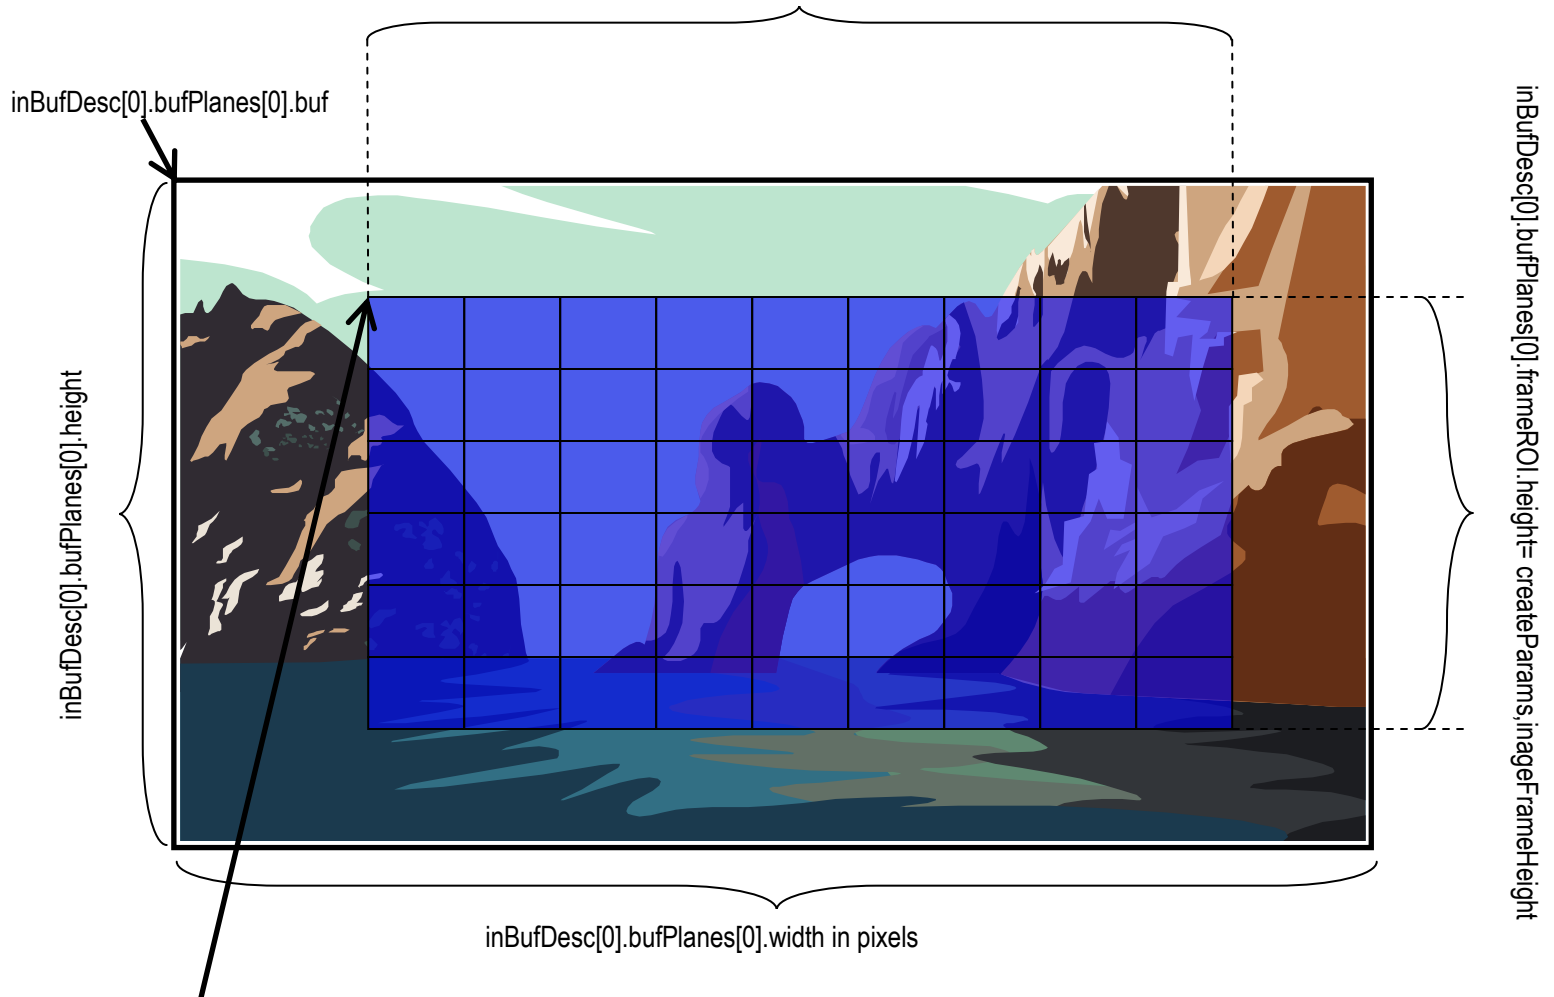 inBufDesc[0].bufPlanes[0].buf
inBufDesc[0].bufPlanes[0].height
inBufDesc[0].bufPlanes[0].frameROI.height= createParams,inageFrameHeight
inBufDesc[0].bufPlanes[0].width in pixels